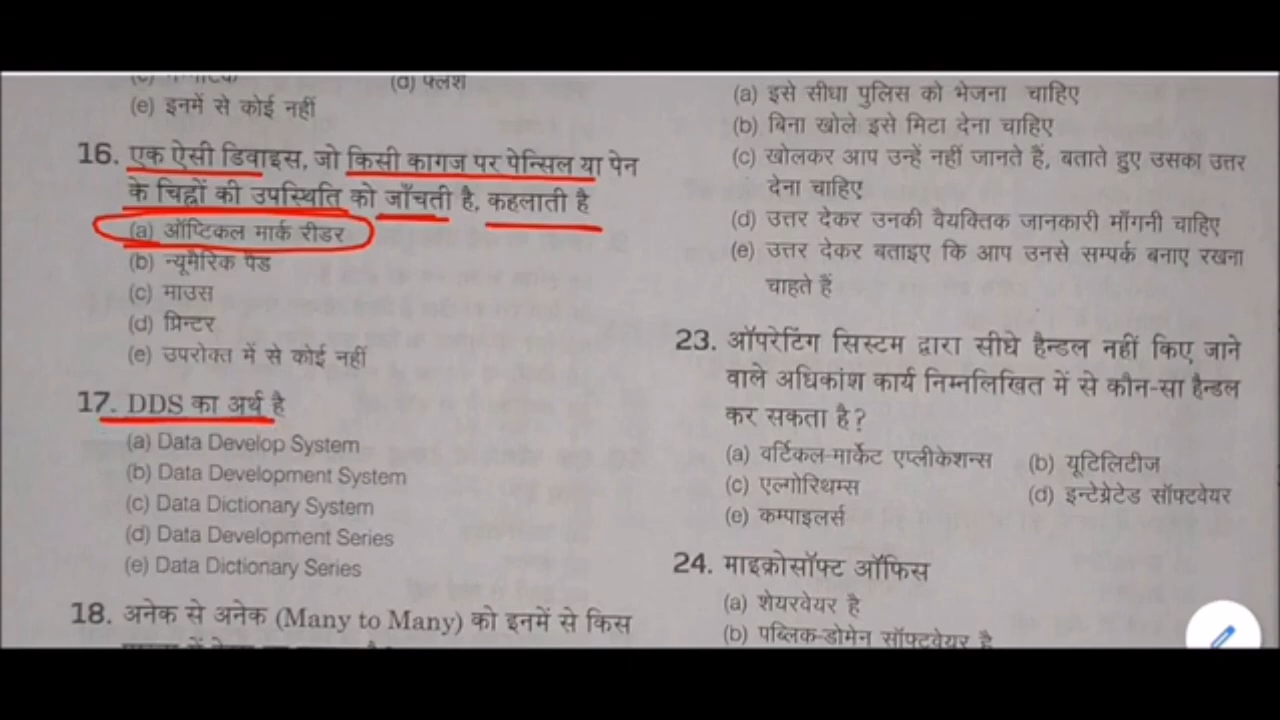 (d) फ्लश
(e) इनमें से कोई नहीं
16. एक ऐसी डिवाइस, जो किसी कागज पर पेन्सिल या पेन
के चिह्नों की उपस्थिति को जाँचती है, कहलाती है
(a) ऑप्टिकल मार्क रीडर
(b) न्यूमैरिक पैड
(c) माउस
(d) प्रिन्टर
(e) उपरोक्त में से कोई नहीं
17. DDS का अर्थ है
(a) Data Develop System
(b) Data Development System
(c) Data Dictionary System
(d) Data Development Series
(e) Data Dictionary Series
18. अनेक से अनेक (Many to Many) को इनमें से किस
(a) इसे सीधा पुलिस को भेजना चाहिए
(b) बिना खोले इसे मिटा देना चाहिए
(c) खोलकर आप उन्हें नहीं जानते हैं, बताते हुए उसका उत्तर
देना चाहिए
(d) उत्तर देकर उनकी वैयक्तिक जानकारी माँगनी चाहिए
(e) उत्तर देकर बताइए कि आप उनसे सम्पर्क बनाए रखना
चाहते हैं
23. ऑपरेटिंग सिस्टम द्वारा सीधे हैन्डल नहीं किए जाने
वाले अधिकांश कार्य निम्नलिखित में से कौन-सा हैन्डल
कर सकता है?
(a) वर्टिकल-मार्केट एप्लीकेशन्स (b) यूटिलिटीज
(c) एल्गोरिथम्स (d) इन्टेग्रेटेड सॉफ्टवेयर
(e) कम्पाइलर्स
24. माइक्रोसॉफ्ट ऑफिस
(a) शेयरवेयर है
(b) पब्लिक-डोमेन सॉफ्टवेयर है